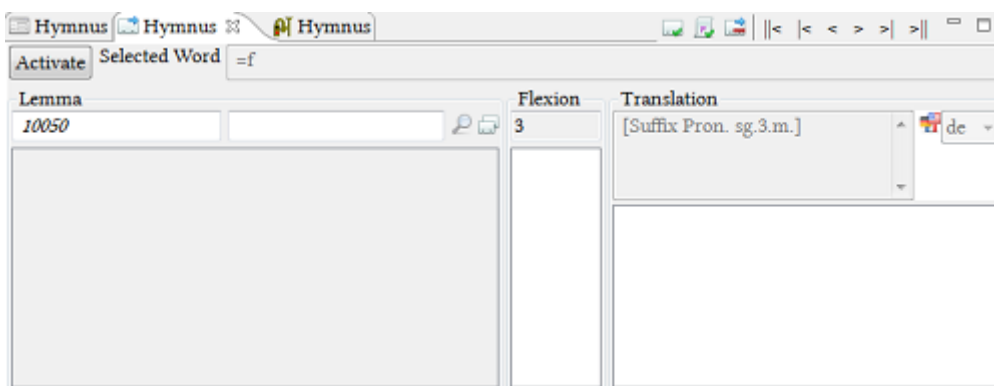 Hymnus Hymnus Hymnus ||< |< < > >| >||
Activate Selected Word =f
Lemma Flexion Translation
10050 3 [Suffix Pron. sg.3.m.] de